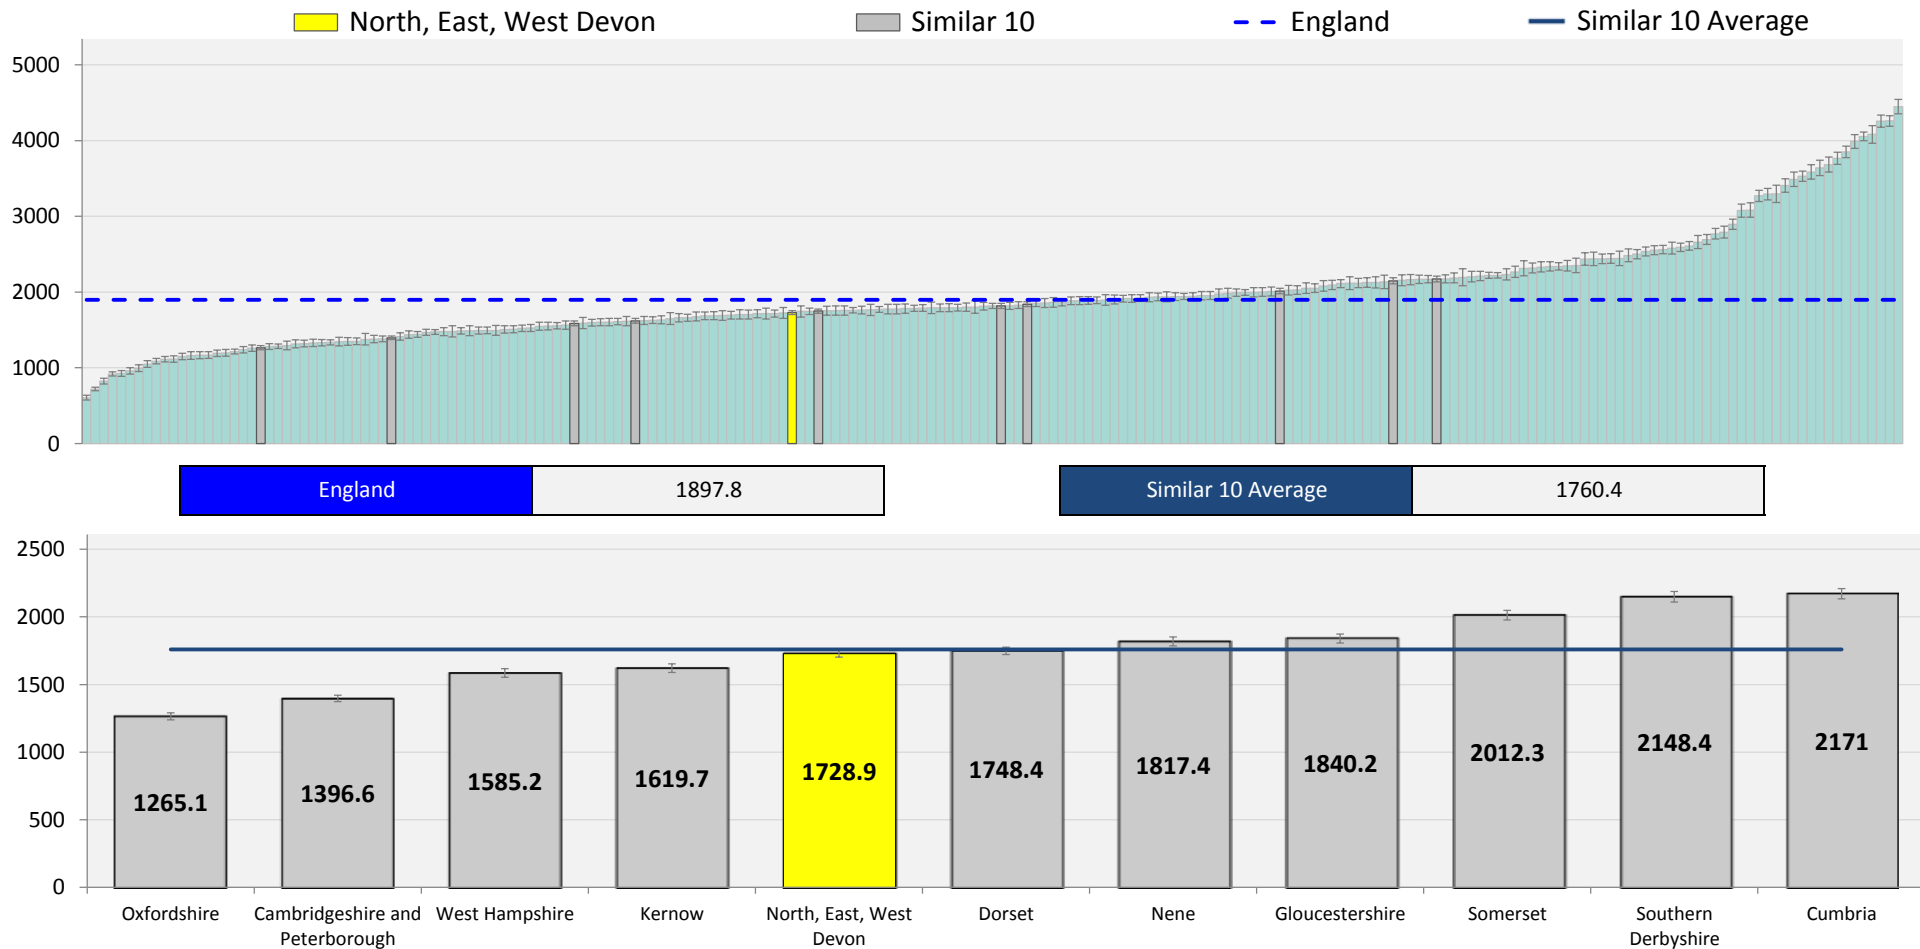 North, East, West Devon
Similar 10
England
Similar 10 Average
5000
4000
3000
2000
1000
0
England
1897.8
Similar 10 Average
1760.4
2500
2000
1500
1000
500
0
1265.1
1396.6
1585.2
1619.7
1728.9
1748.4
1817.4
1840.2
2012.3
2148.4
2171
Oxfordshire
Cambridgeshire and
Peterborough
West Hampshire
Kernow
North, East, West
Devon
Dorset
Nene
Gloucestershire
Somerset
Southern
Derbyshire
Cumbria